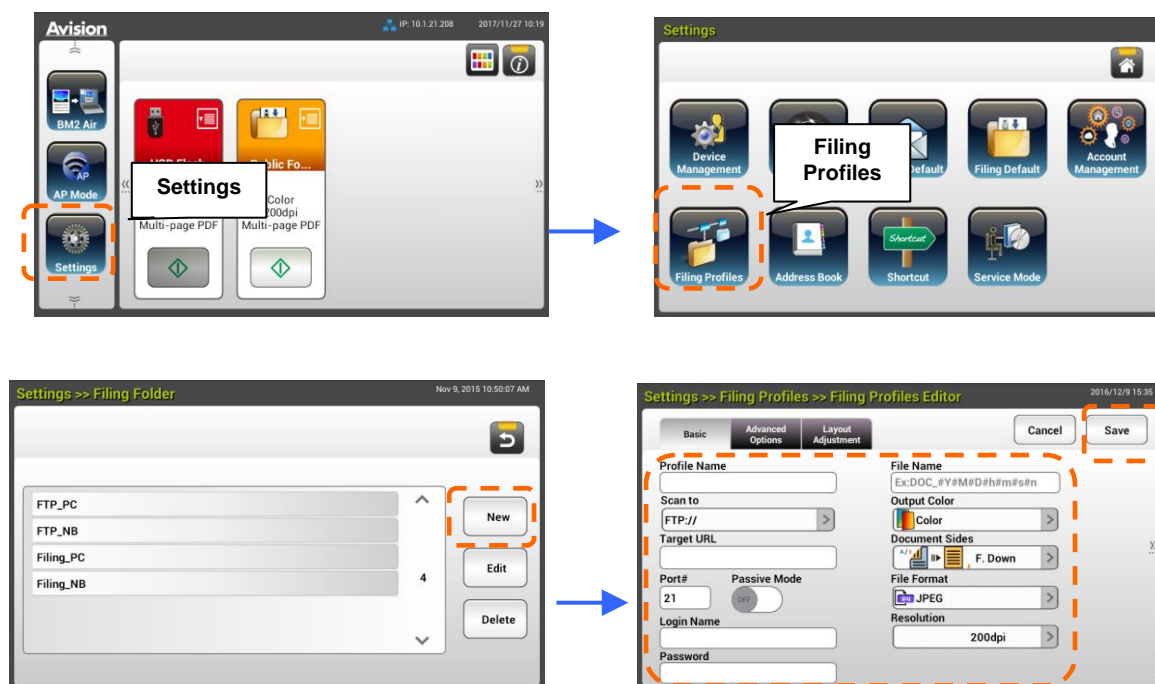 Avision
IP: 10.1.21.208
2017/11/27 10:19
BM2 Air
AP
AP Mode
Settings
Settings
Color
200dpi
Multi-page PDF
Multi-page PDF
Settings
Device
Management
Filing
Profiles
Default
Filing Default
Account
Management
Filing Profiles
Address Book
Shortcut
Shortcut
Service Mode
Settings >> Filing Folder
Nov 9, 2015 10:50:07 AM
FTP_PC
FTP_NB
Filing_PC
Filing_NB
4
New
Edit
Delete
Settings >> Filing Profiles >> Filing Profiles Editor
2016/12/9 15:35
Basic
Advanced
Options
Layout
Adjustment
Cancel
Save
Profile Name
Scan to
FTP://
Target URL
Port#
Passive Mode
21
OFF
Login Name
Password
File Name
Ex:DOC_#Y#M#D#h#m#s#n
Output Color
Color
Document Sides
F. Down
File Format
JPEG
Resolution
200dpi